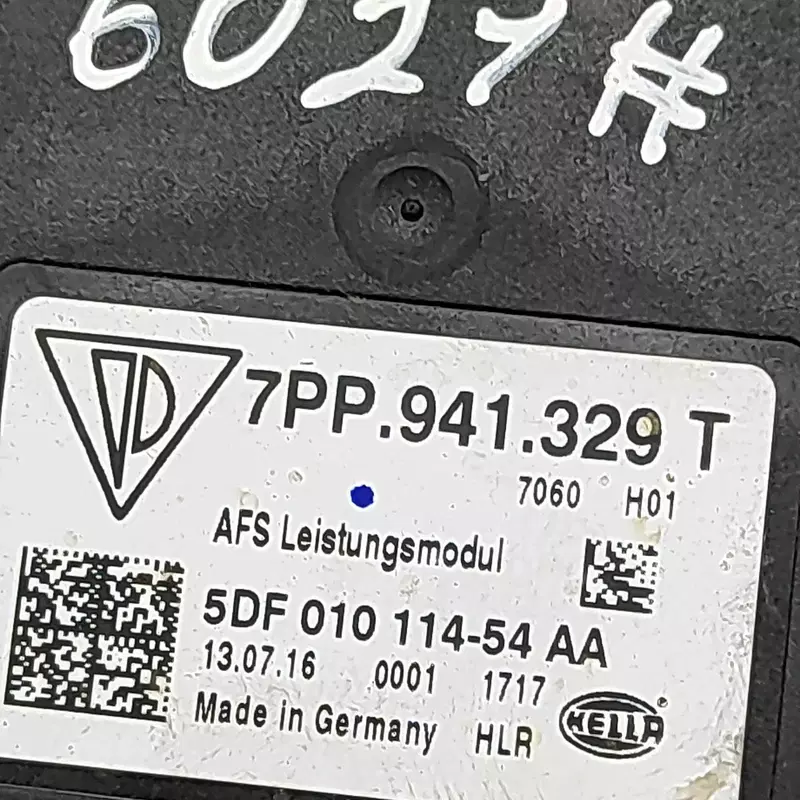 6027 #
7PP.941.329 T
7060 H01
AFS Leistungsmodul
5DF 010 114-54 AA
13.07.16 0001 1717
Made in Germany HLR
HELLA®